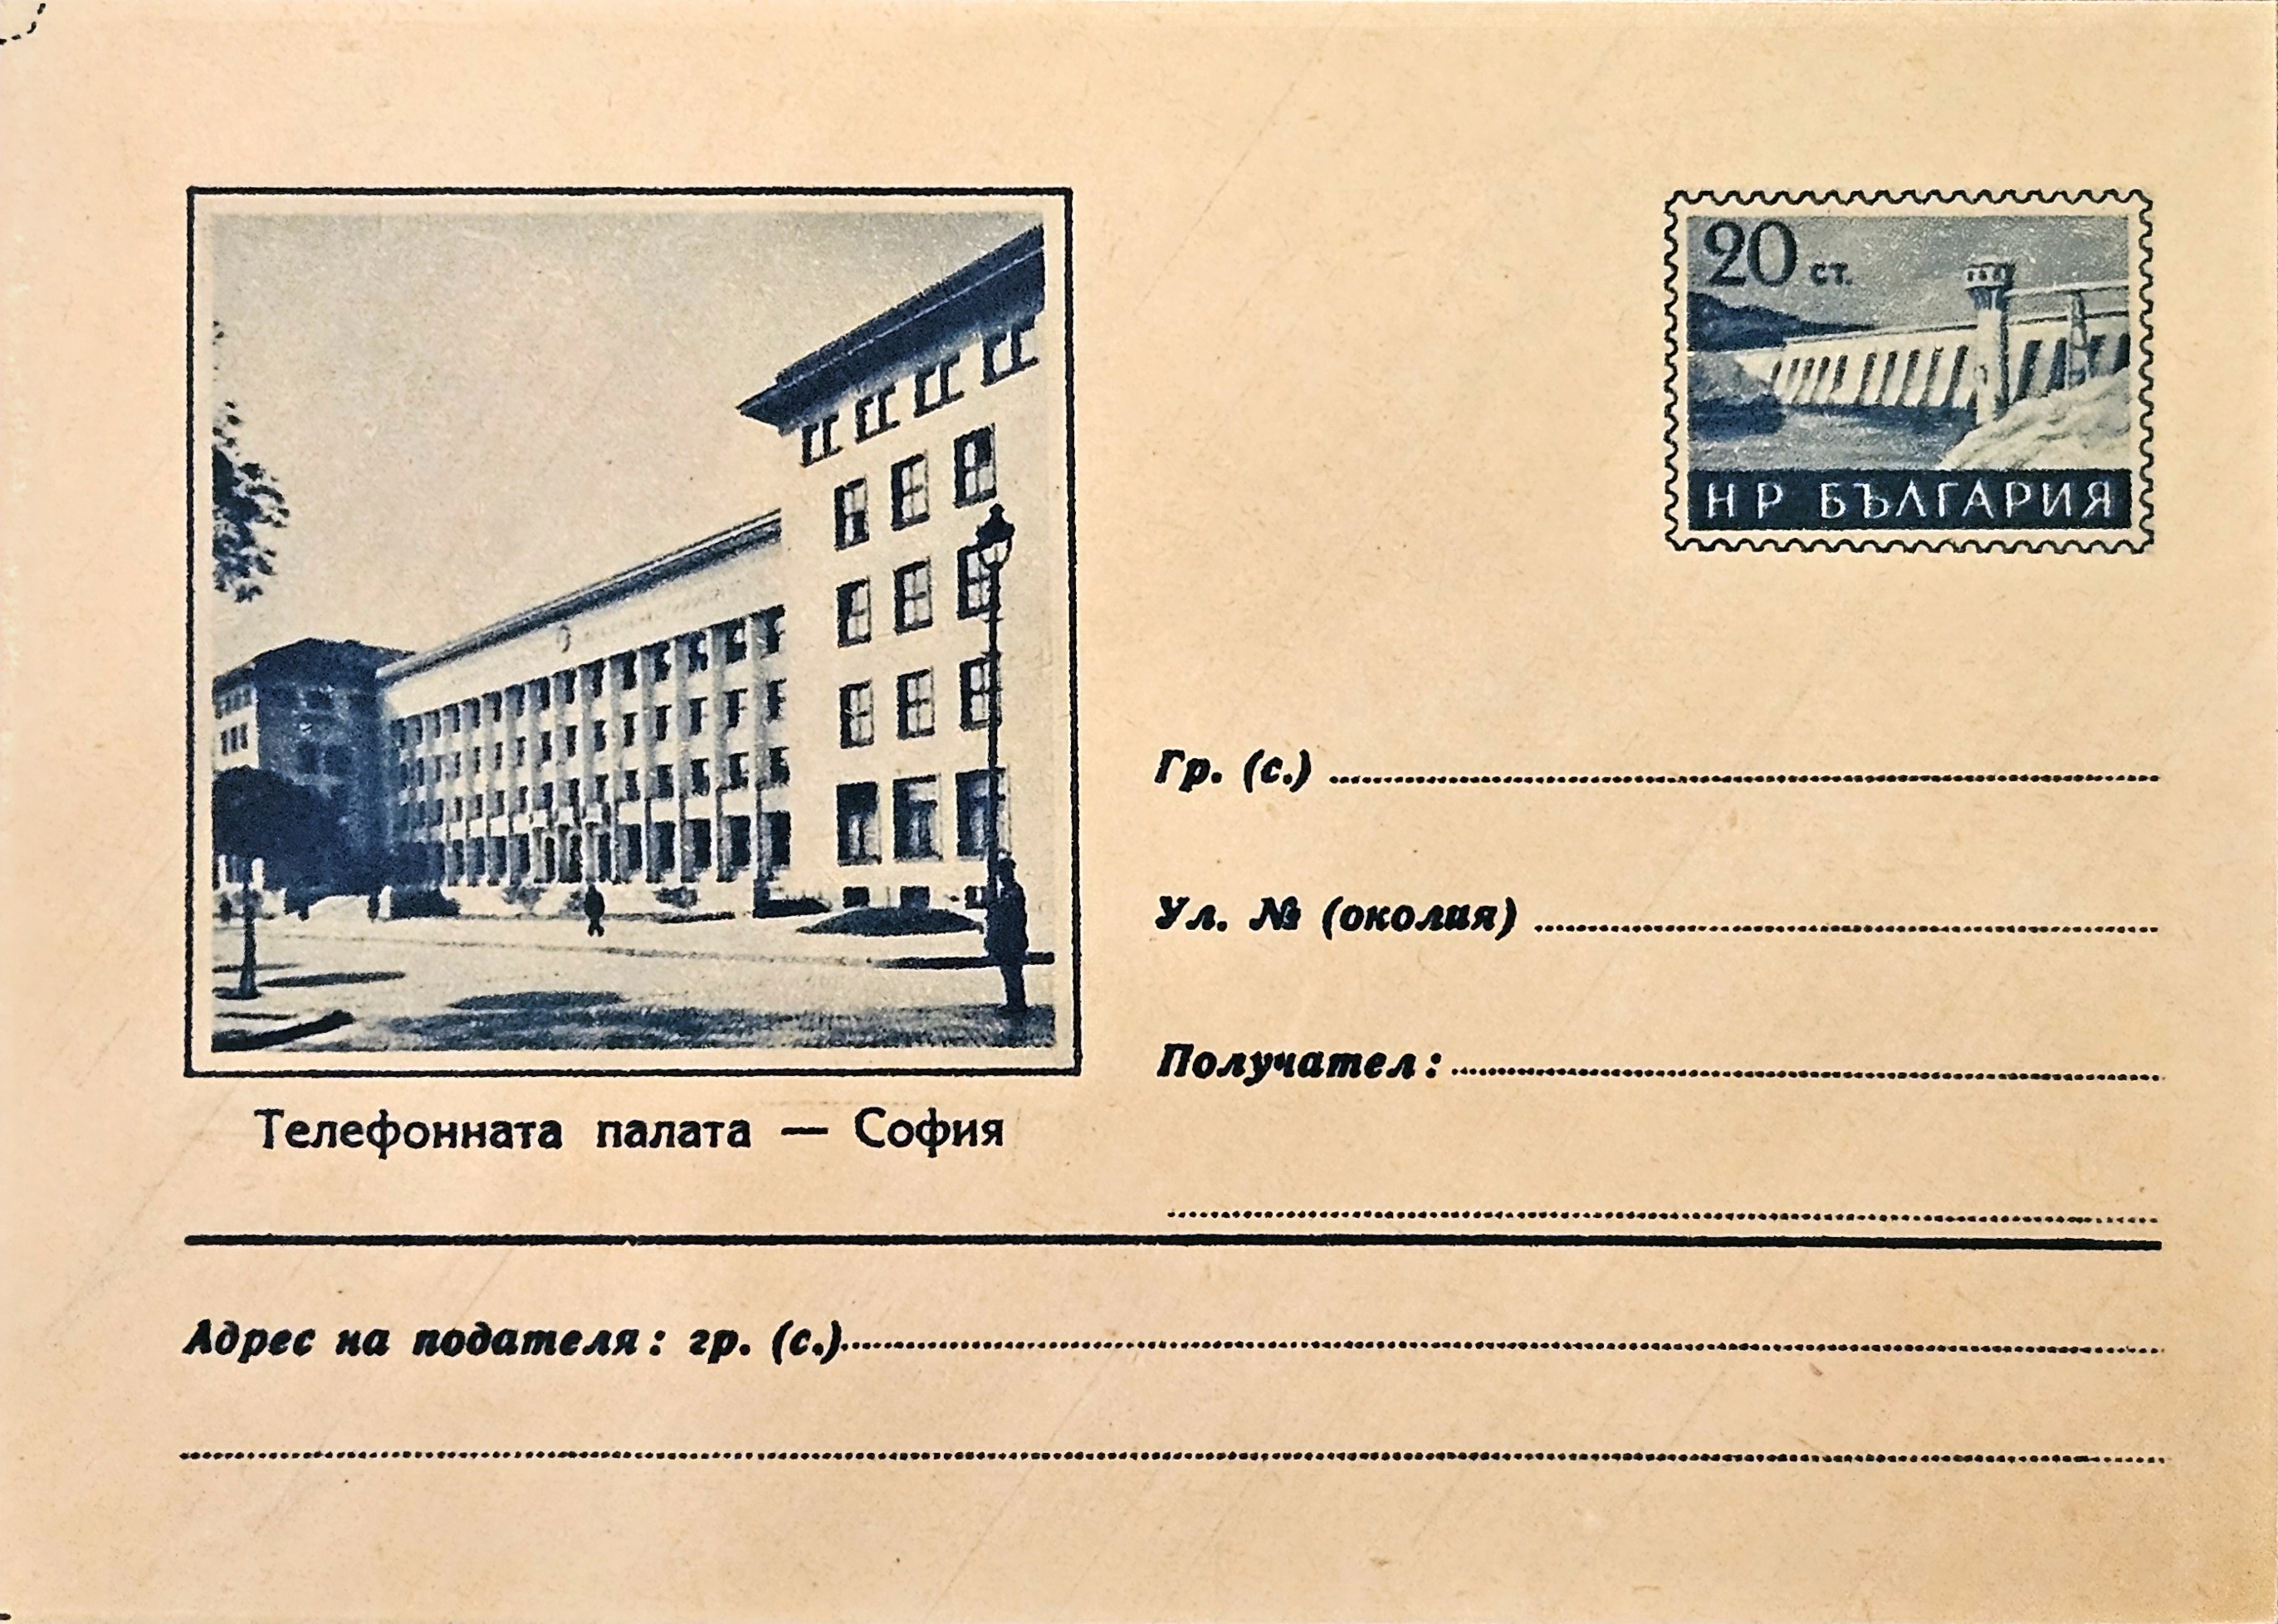 20 ст.
НР БЪЛГАРИЯ
Гр. (с.)
Ул. № (околия)
Получател:
Телефонната палата — София
Адрес на подателя: гр. (с.)